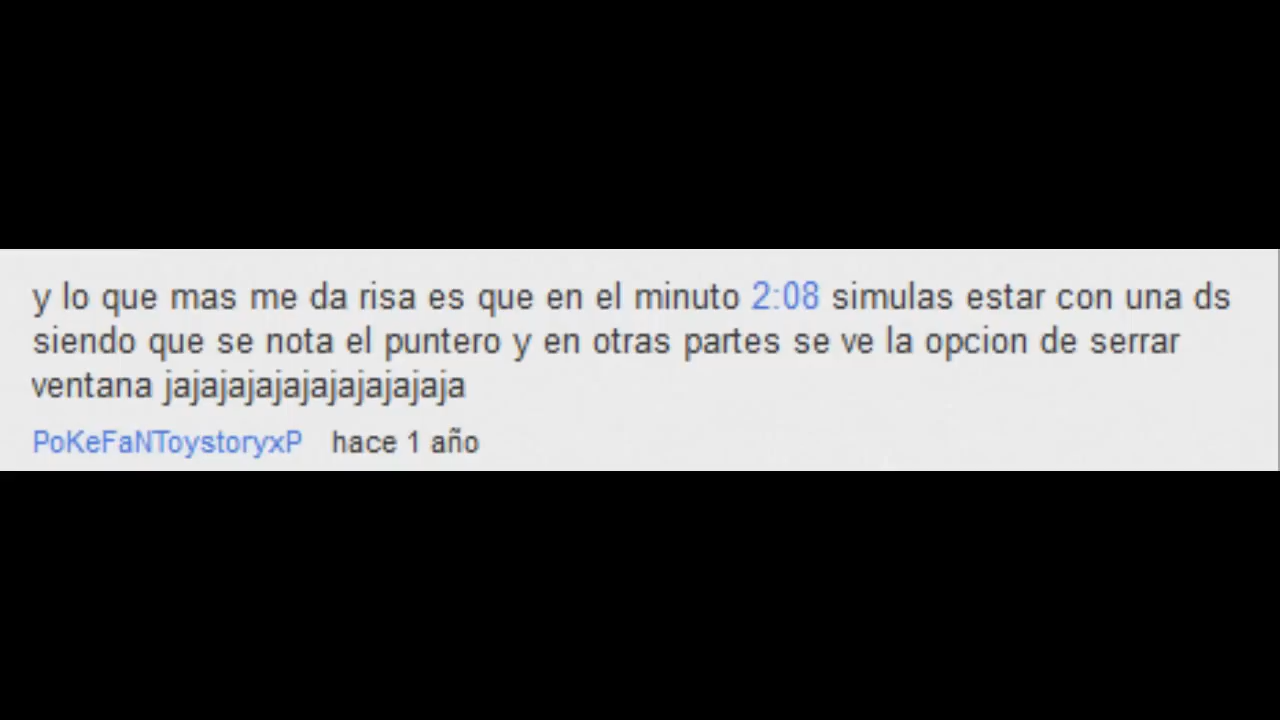 y lo que mas me da risa es que en el minuto 2:08 simulas estar con una ds
siendo que se nota el puntero y en otras partes se ve la opcion de serrar
ventana jajajajajajajajajajaja
PoKeFaNToystoryxP hace 1 año